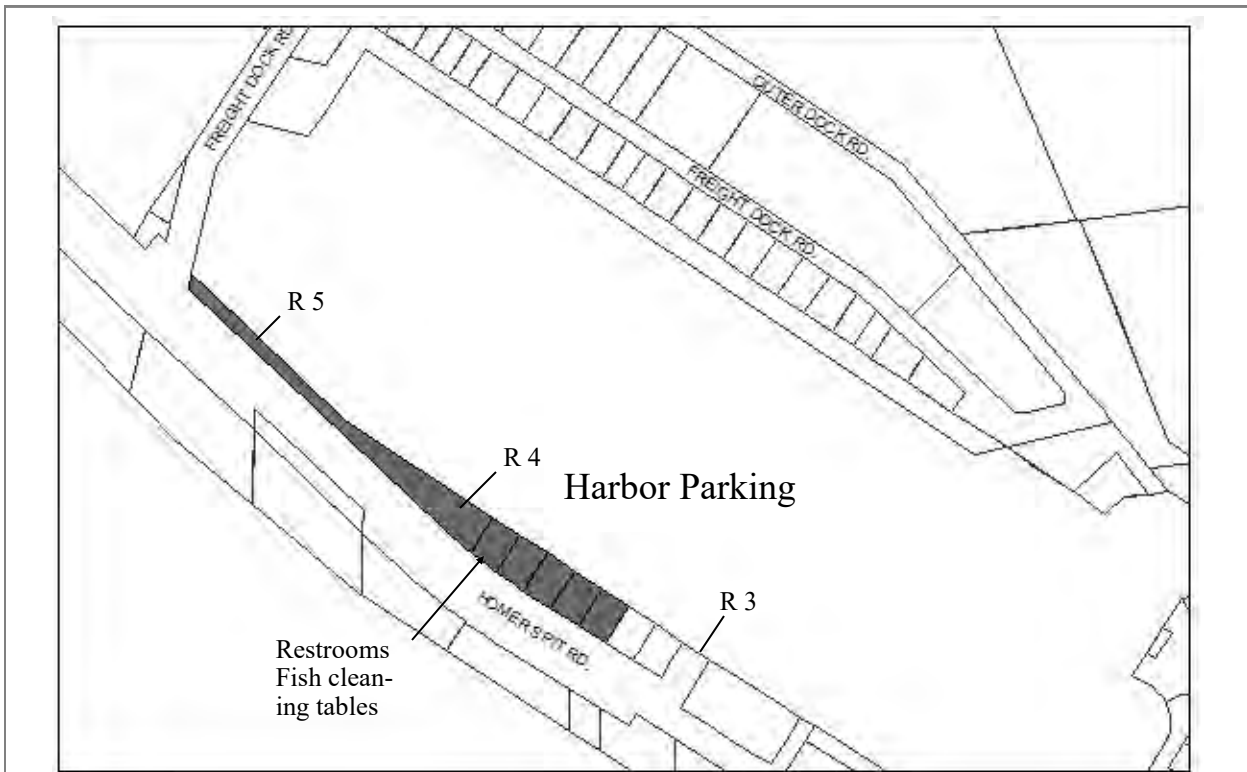 FREIGHT DOCK RD.
OUTER DOCK RD.
FREIGHT DOCK RD.
R 5
R 4
Harbor Parking
R 3
HOMER SPIT RD.
Restrooms
Fish clean-
ing tables